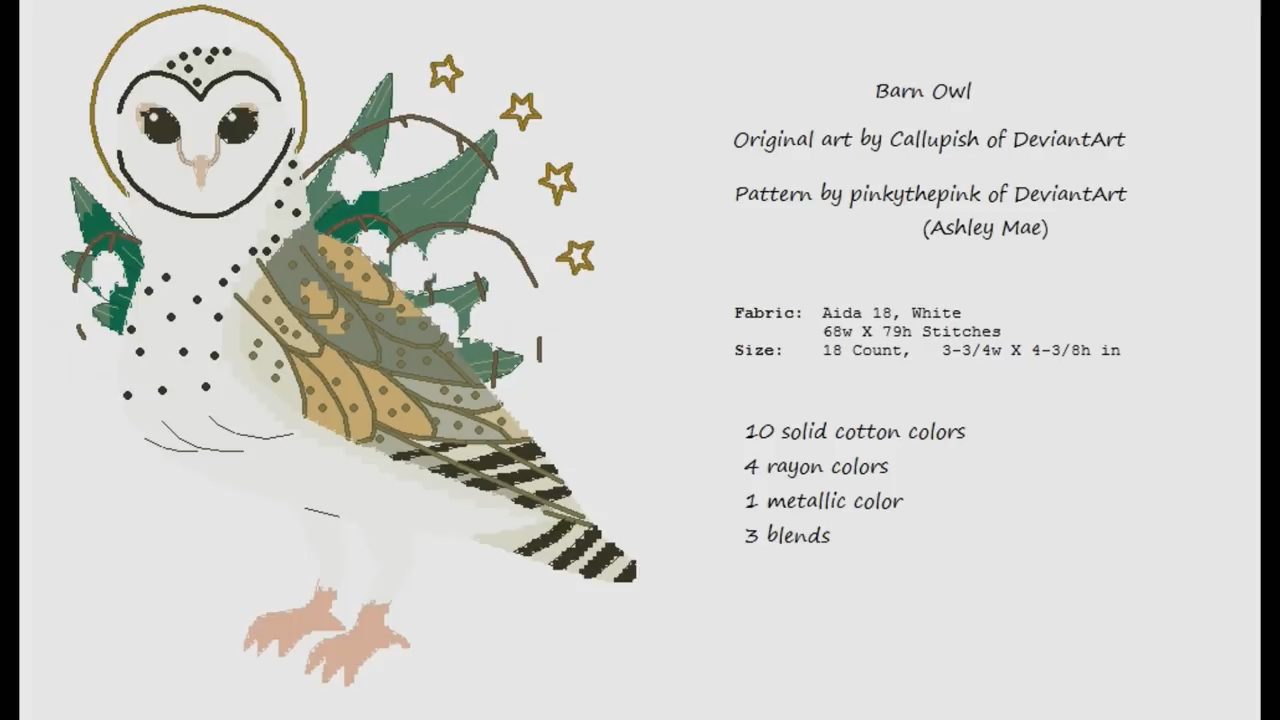 Barn Owl
Original art by Callupish of DeviantArt
Pattern by pinkythepink of DeviantArt
(Ashley Mae)
Fabric: Aida 18, White
68w X 79h Stitches
Size: 18 Count, 3-3/4w X 4-3/8h in
10 solid cotton colors
4 rayon colors
1 metallic color
3 blends